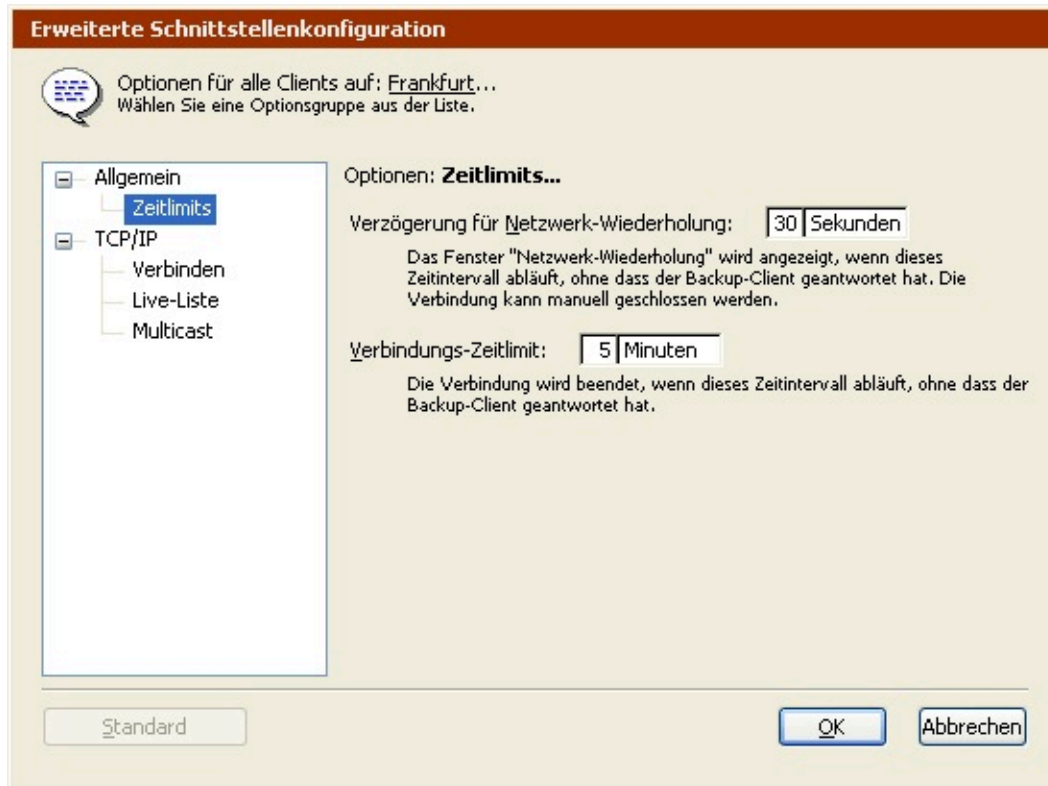 Erweiterte Schnittstellenkonfiguration
Optionen für alle Clients auf: Frankfurt...
Wählen Sie eine Optionsgruppe aus der Liste.
Allgemein
Zeitlimits
TCP/IP
Verbinden
Live-Liste
Multicast
Optionen: Zeitlimits...
Verzögerung für Netzwerk-Wiederholung: 30 Sekunden
Das Fenster "Netzwerk-Wiederholung" wird angezeigt, wenn dieses
Zeitintervall abläuft, ohne dass der Backup-Client geantwortet hat. Die
Verbindung kann manuell geschlossen werden.
Verbindungs-Zeitlimit: 5 Minuten
Die Verbindung wird beendet, wenn dieses Zeitintervall abläuft, ohne dass der
Backup-Client geantwortet hat.
Standard
OK
Abbrechen